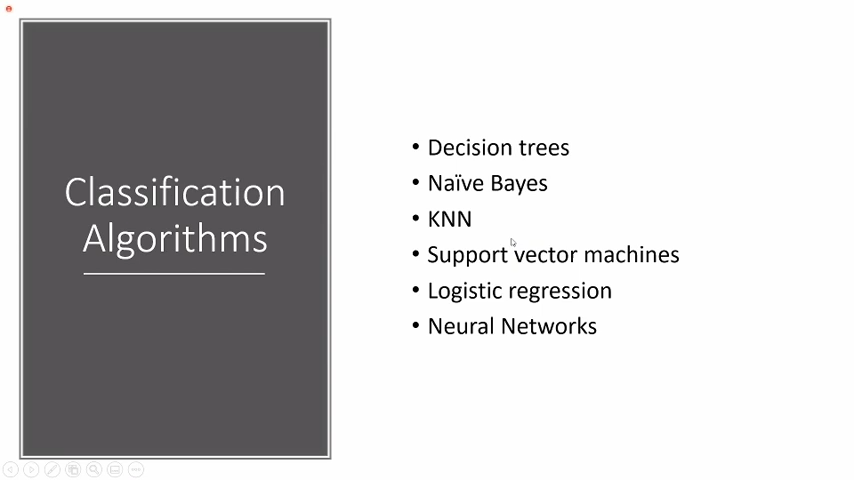 Classification
Algorithms
• Decision trees
• Naïve Bayes
• KNN
• Support vector machines
• Logistic regression
• Neural Networks